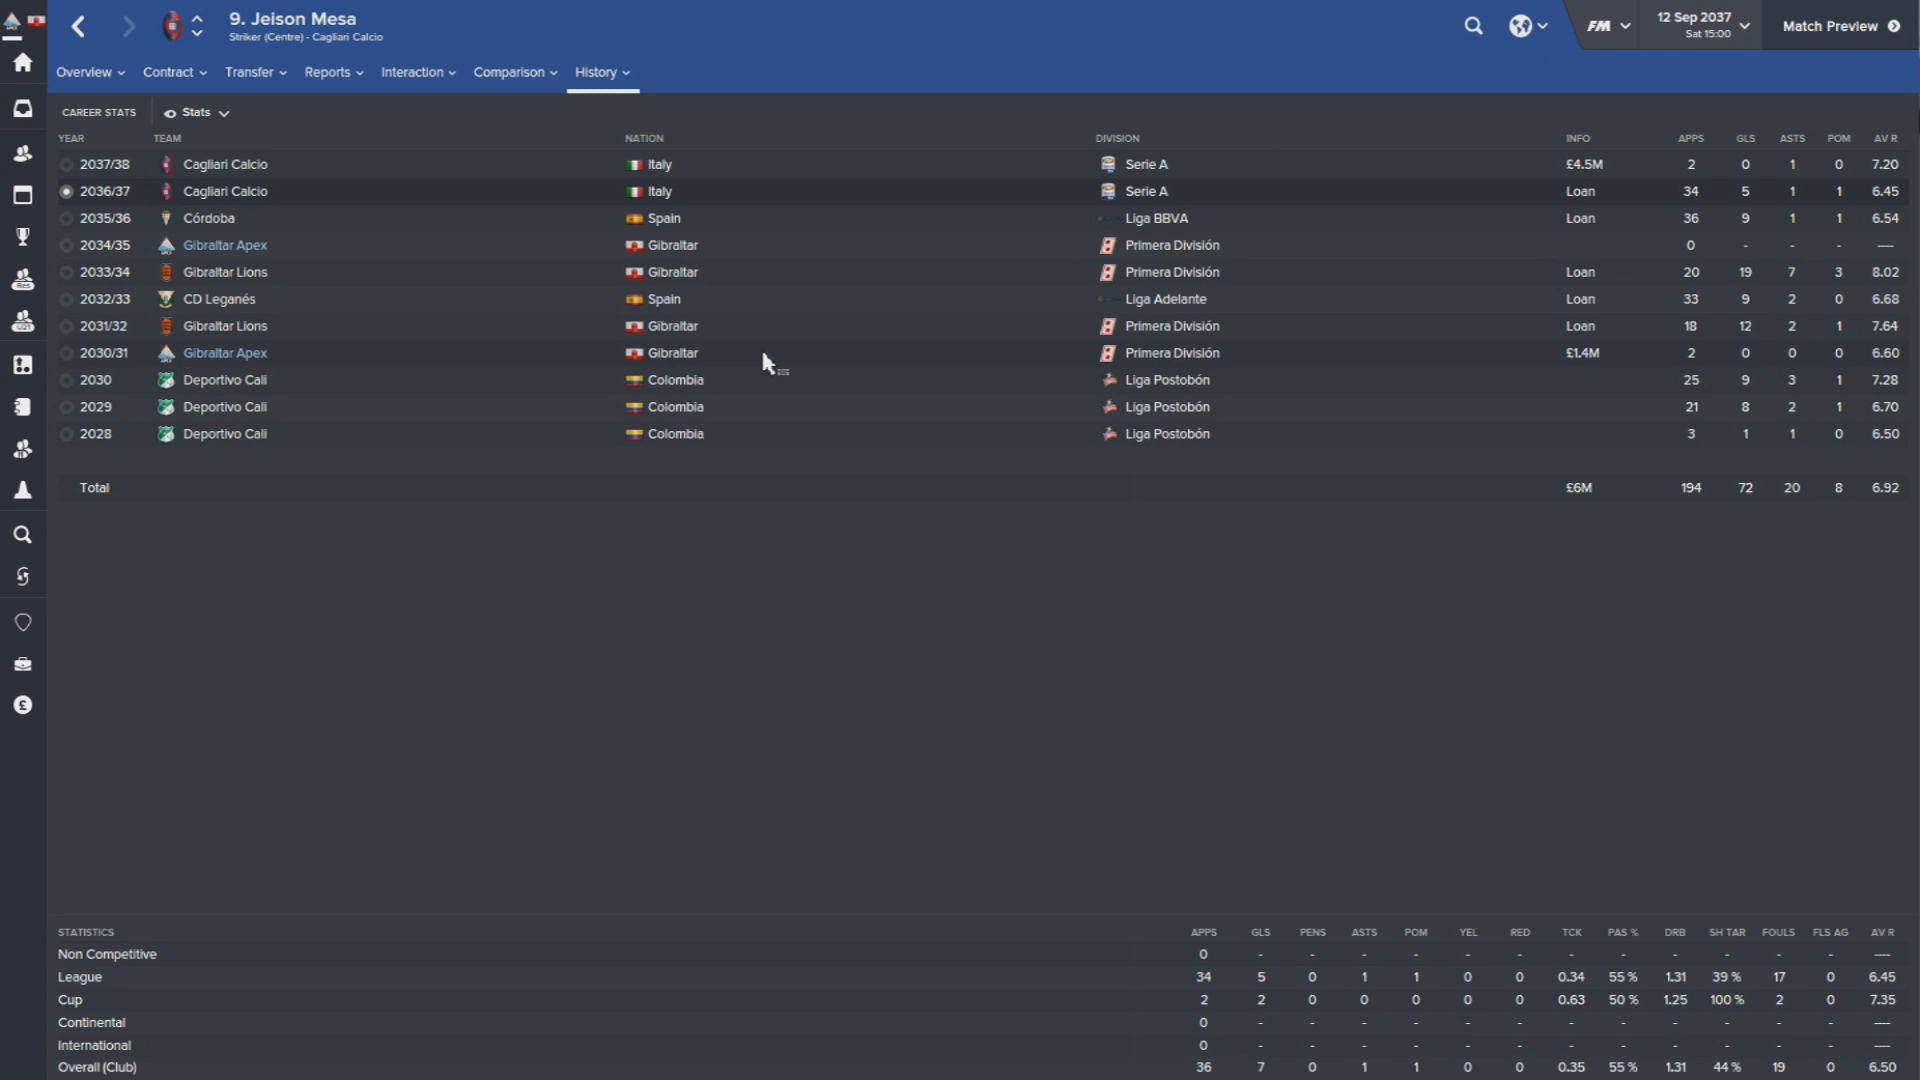 9. Jeison Mesa
Striker (Centre) - Cagliari Calcio
FM
12 Sep 2037
Sat 15:00
Match Preview
Overview Contract Transfer Reports Interaction Comparison History
CAREER STATS Stats
YEAR TEAM NATION DIVISION INFO APPS GLS ASTS POM AV R
2037/38 Cagliari Calcio Italy Serie A £4.5M 2 0 1 0 7.20
2036/37 Cagliari Calcio Italy Serie A Loan 34 5 1 1 6.45
2035/36 Córdoba Spain Liga BBVA Loan 36 9 1 1 6.54
2034/35 Gibraltar Apex Gibraltar Primera División 0 - - - ----
2033/34 Gibraltar Lions Gibraltar Primera División Loan 20 19 7 3 8.02
2032/33 CD Leganés Spain Liga Adelante Loan 33 9 2 0 6.68
2031/32 Gibraltar Lions Gibraltar Primera División Loan 18 12 2 1 7.64
2030/31 Gibraltar Apex Gibraltar Primera División £1.4M 2 0 0 0 6.60
2030 Deportivo Cali Colombia Liga Postobón 25 9 3 1 7.28
2029 Deportivo Cali Colombia Liga Postobón 21 8 2 1 6.70
2028 Deportivo Cali Colombia Liga Postobón 3 1 1 0 6.50
Total £6M 194 72 20 8 6.92
STATISTICS APPS GLS PENS ASTS POM YEL RED TCK PAS % DRB SH TAR FOULS FLS AG AV R
Non Competitive 0 - - - - - - - - - - - - ----
League 34 5 0 1 1 0 0 0.34 55 % 1.31 39 % 17 0 6.45
Cup 2 2 0 0 0 0 0 0.63 50 % 1.25 100 % 2 0 7.35
Continental 0 - - - - - - - - - - - - ----
International 0 - - - - - - - - - - - - ----
Overall (Club) 36 7 0 1 1 0 0 0.35 55 % 1.31 44 % 19 0 6.50